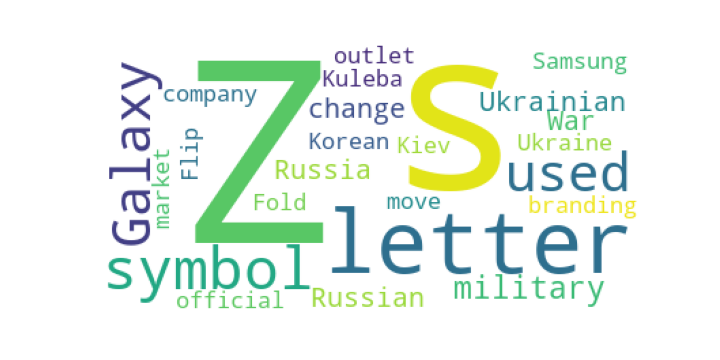 Z
S
outlet
Samsung
Kuleba
company
Galaxy
change
Ukrainian
War
Korean
Kiev
Ukraine
Flip
market
Russia
used
Fold
move
branding
letter
symbol
military
official
Russian